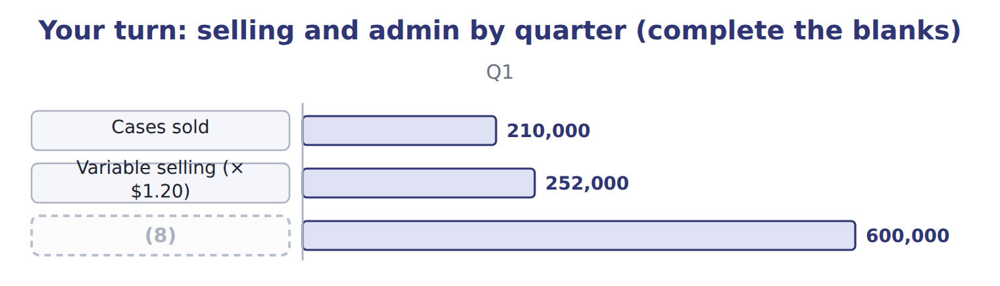 Your turn: selling and admin by quarter (complete the blanks)
Q1
Cases sold
210,000
Variable selling (×
$1.20)
252,000
(8)
600,000